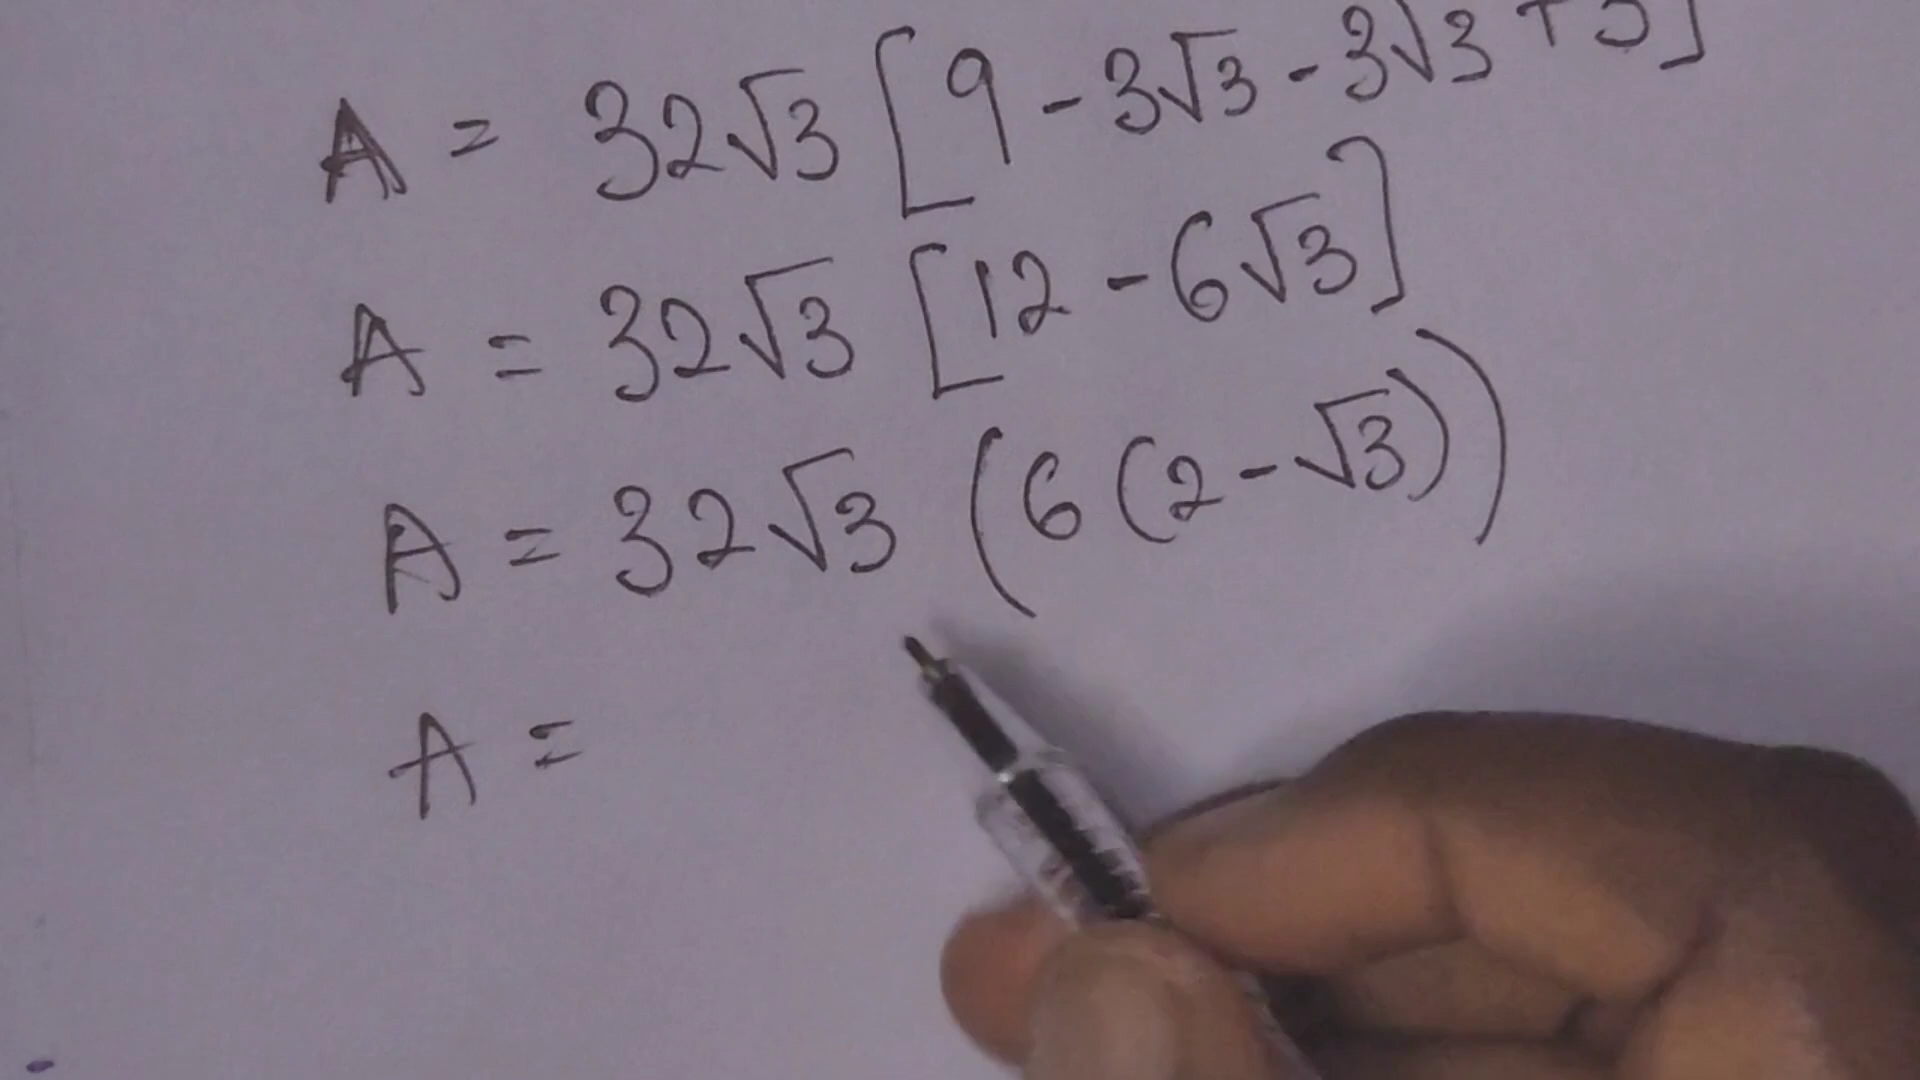 A = 32√3 [9 - 3√3 - 3√3 + 3]
A = 32√3 [12 - 6√3]
A = 32√3 (6(2-√3))
A =